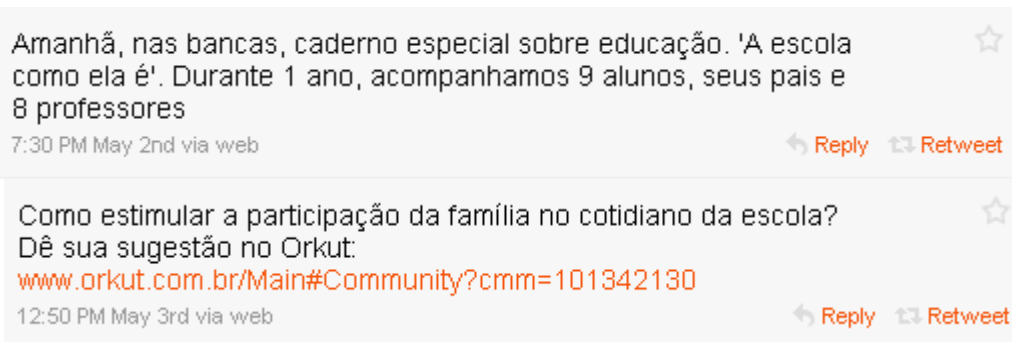 Amanhã, nas bancas, caderno especial sobre educação. 'A escola
como ela é'. Durante 1 ano, acompanhamos 9 alunos, seus pais e
8 professores
7:30 PM May 2nd via web Reply Retweet
Como estimular a participação da família no cotidiano da escola?
Dê sua sugestão no Orkut:
www.orkut.com.br/Main#Community?cmm=101342130
12:50 PM May 3rd via web Reply Retweet